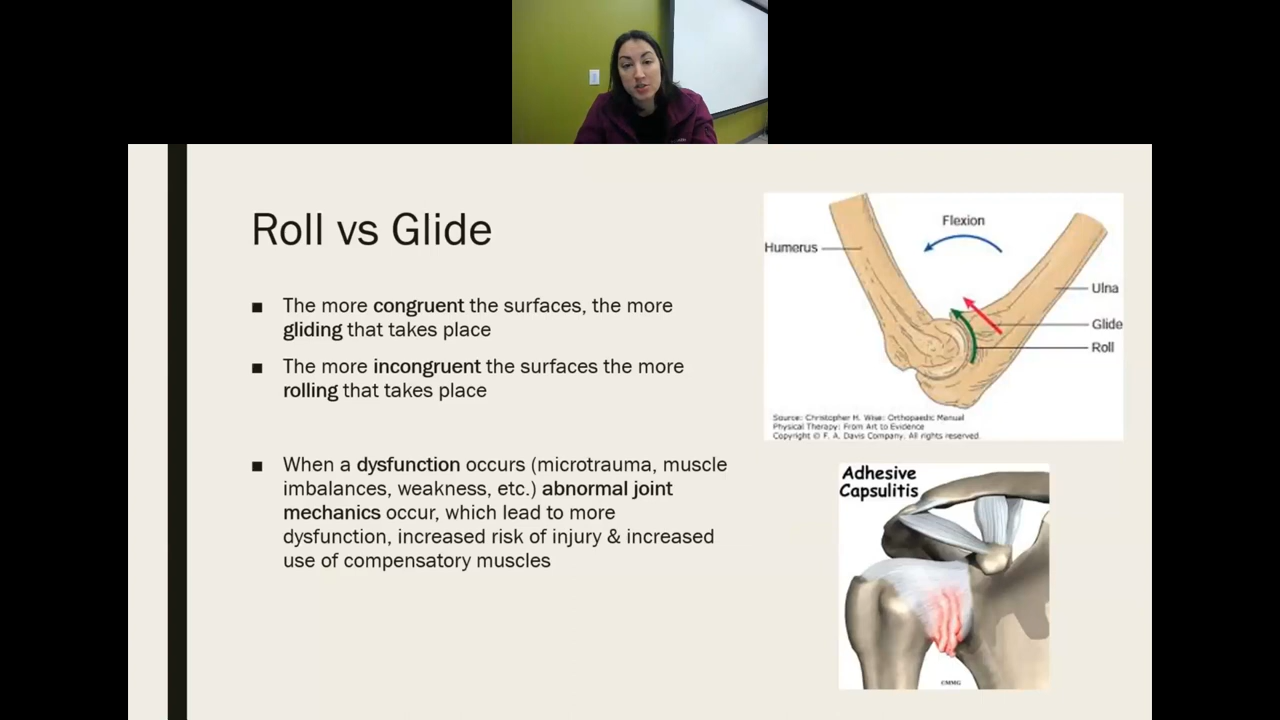 Roll vs Glide
■ The more congruent the surfaces, the more
gliding that takes place
■ The more incongruent the surfaces the more
rolling that takes place
■ When a dysfunction occurs (microtrauma, muscle
imbalances, weakness, etc.) abnormal joint
mechanics occur, which lead to more
dysfunction, increased risk of injury & increased
use of compensatory muscles
Flexion
Humerus
Ulna
Glide
Roll
Source: Christopher H. Wise: Orthopaedic Manual
Physical Therapy: From Art to Evidence
Copyright © F. A. Davis Company. All rights reserved.
Adhesive
Capsulitis
©MMG